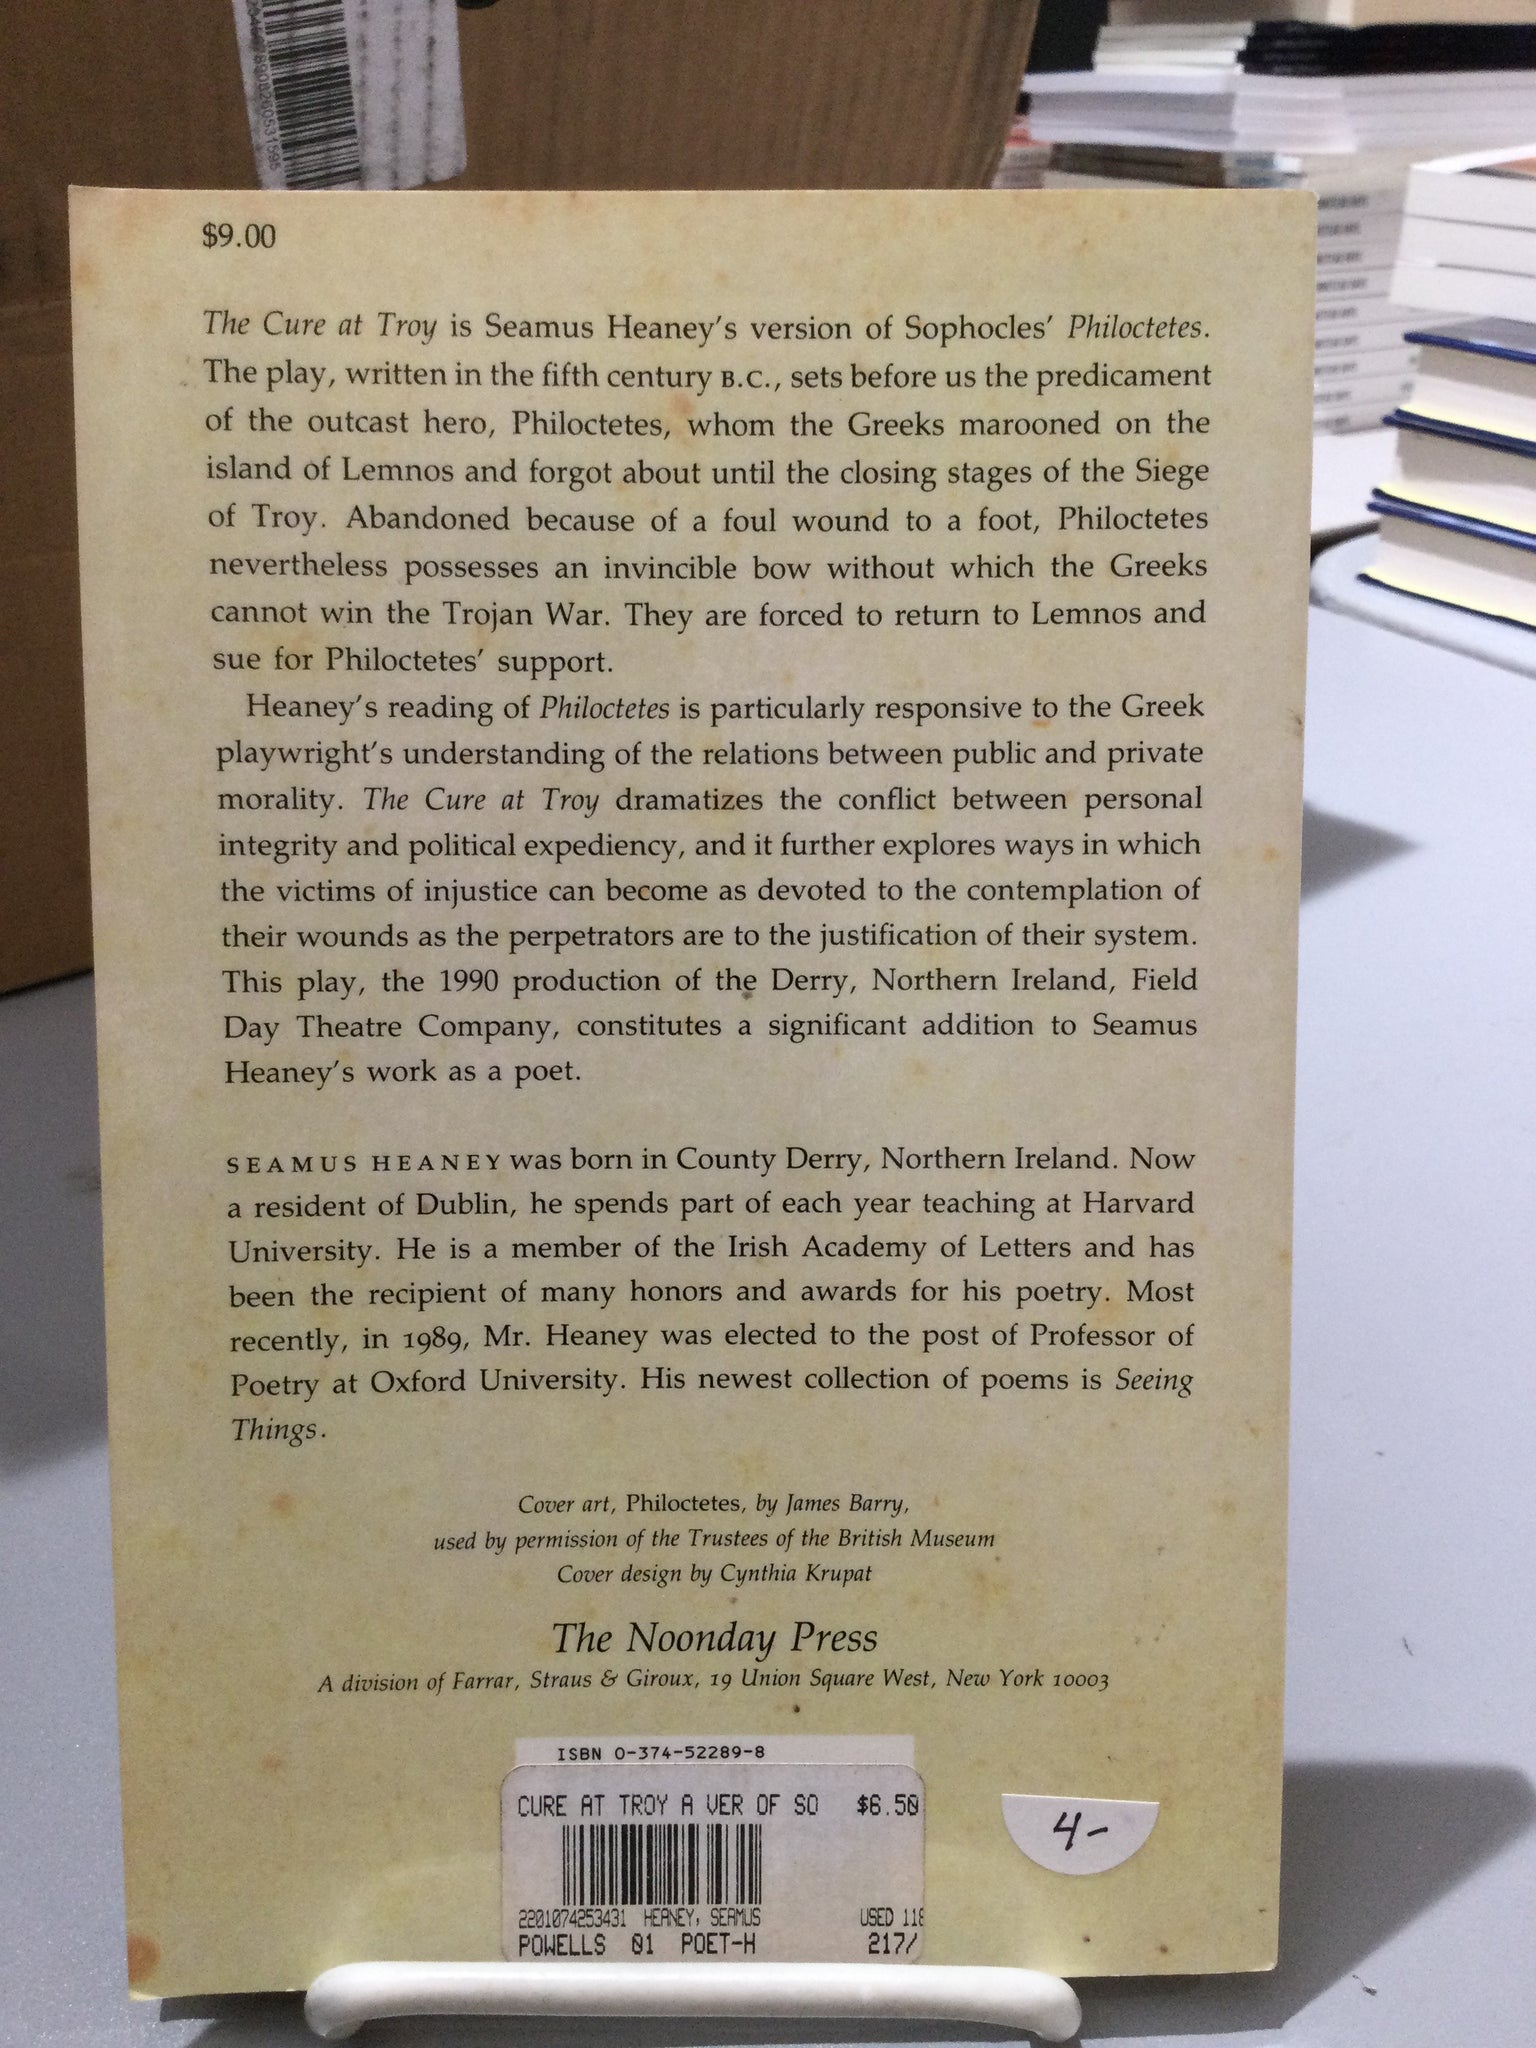 $9.00
The Cure at Troy is Seamus Heaney's version of Sophocles' Philoctetes.
The play, written in the fifth century B.C., sets before us the predicament
of the outcast hero, Philoctetes, whom the Greeks marooned on the
island of Lemnos and forgot about until the closing stages of the Siege
of Troy. Abandoned because of a foul wound to a foot, Philoctetes
nevertheless possesses an invincible bow without which the Greeks
cannot win the Trojan War. They are forced to return to Lemnos and
sue for Philoctetes' support.
Heaney's reading of Philoctetes is particularly responsive to the Greek
playwright's understanding of the relations between public and private
morality. The Cure at Troy dramatizes the conflict between personal
integrity and political expediency, and it further explores ways in which
the victims of injustice can become as devoted to the contemplation of
their wounds as the perpetrators are to the justification of their system.
This play, the 1990 production of the Derry, Northern Ireland, Field
Day Theatre Company, constitutes a significant addition to Seamus
Heaney's work as a poet.
SEAMUS HEANEY was born in County Derry, Northern Ireland. Now
a resident of Dublin, he spends part of each year teaching at Harvard
University. He is a member of the Irish Academy of Letters and has
been the recipient of many honors and awards for his poetry. Most
recently, in 1989, Mr. Heaney was elected to the post of Professor of
Poetry at Oxford University. His newest collection of poems is Seeing
Things.
Cover art, Philoctetes, by James Barry,
used by permission of the Trustees of the British Museum
Cover design by Cynthia Krupat
The Noonday Press
A division of Farrar, Straus & Giroux, 19 Union Square West, New York 10003
ISBN 0-374-52289-8
CURE AT TROY A VER OF SO $6.50
2201074253431 HEANEY, SEAMUS USED 118
POWELLS 01 POET-H 217/
4-